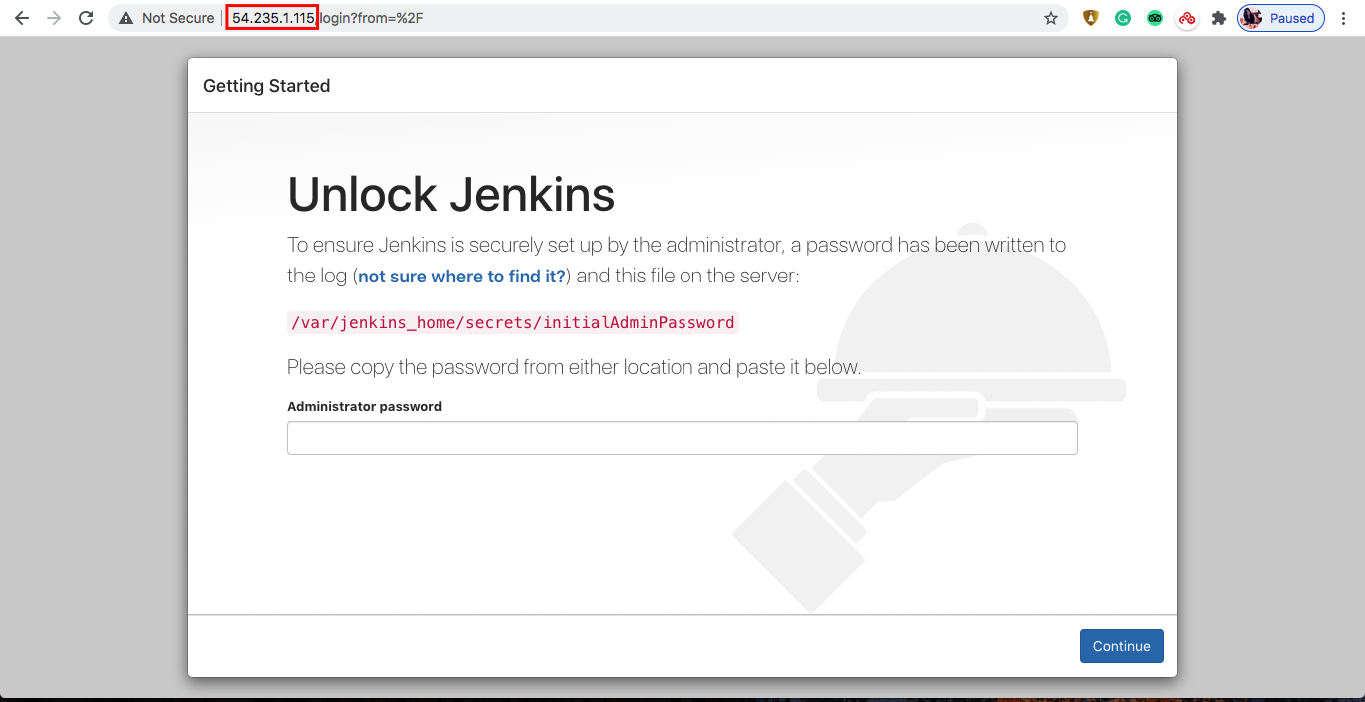 Not Secure | 54.235.1.115/login?from=%2F
Paused
Getting Started
Unlock Jenkins
To ensure Jenkins is securely set up by the administrator, a password has been written to
the log (not sure where to find it?) and this file on the server:
/var/jenkins_home/secrets/initialAdminPassword
Please copy the password from either location and paste it below.
Administrator password
Continue